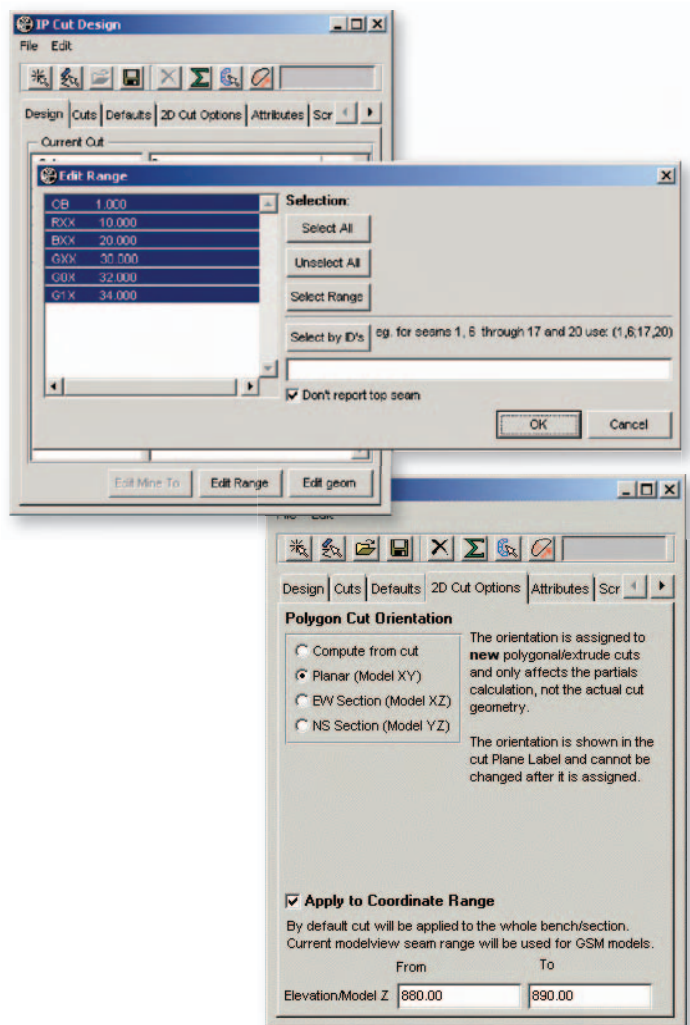 IP Cut Design
File Edit
Design Cuts Defaults 2D Cut Options Attributes Scr
Current Cut
Edit Range
CB 1.000
RXX 10.000
BXX 20.000
GXX 30.000
G0X 32.000
G1X 34.000
Selection:
Select All
Unselect All
Select Range
Select by ID's eg. for seams 1, 6 through 17 and 20 use: (1,6;17,20)
Don't report top seam
OK Cancel
Edit Mine To Edit Range Edit geom
Design Cuts Defaults 2D Cut Options Attributes Scr
Polygon Cut Orientation
Compute from cut
Planar (Model XY)
EW Section (Model XZ)
NS Section (Model YZ)
The orientation is assigned to
new polygonal/extrude cuts
and only affects the partials
calculation, not the actual cut
geometry.
The orientation is shown in the
cut Plane Label and cannot be
changed after it is assigned.
Apply to Coordinate Range
By default cut will be applied to the whole bench/section.
Current modelview seam range will be used for GSM models.
From To
Elevation/Model Z 880.00 890.00